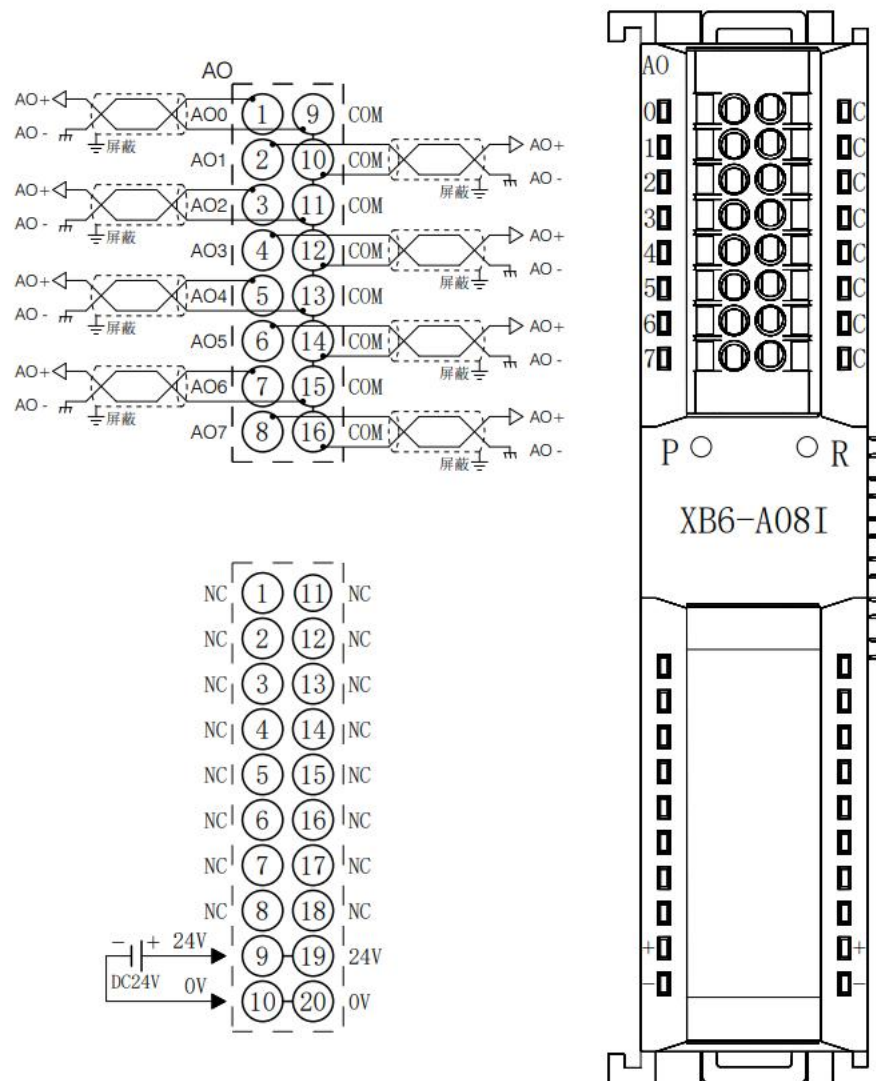 AO
AO+ AO0 1 9 COM
AO- 屏蔽
AO1 2 10 COM AO+
屏蔽 AO-
AO+ AO2 3 11 COM
AO- 屏蔽
AO3 4 12 COM AO+
屏蔽 AO-
AO+ AO4 5 13 COM
AO- 屏蔽
AO5 6 14 COM AO+
屏蔽 AO-
AO+ AO6 7 15 COM
AO- 屏蔽
AO7 8 16 COM AO+
屏蔽 AO-
NC 1 11 NC
NC 2 12 NC
NC 3 13 NC
NC 4 14 NC
NC 5 15 NC
NC 6 16 NC
NC 7 17 NC
NC 8 18 NC
- + 24V 9 19 24V
DC24V 0V 10 20 0V
AO
0 C
1 C
2 C
3 C
4 C
5 C
6 C
7 C
P R
XB6-A08I
+ +
- -